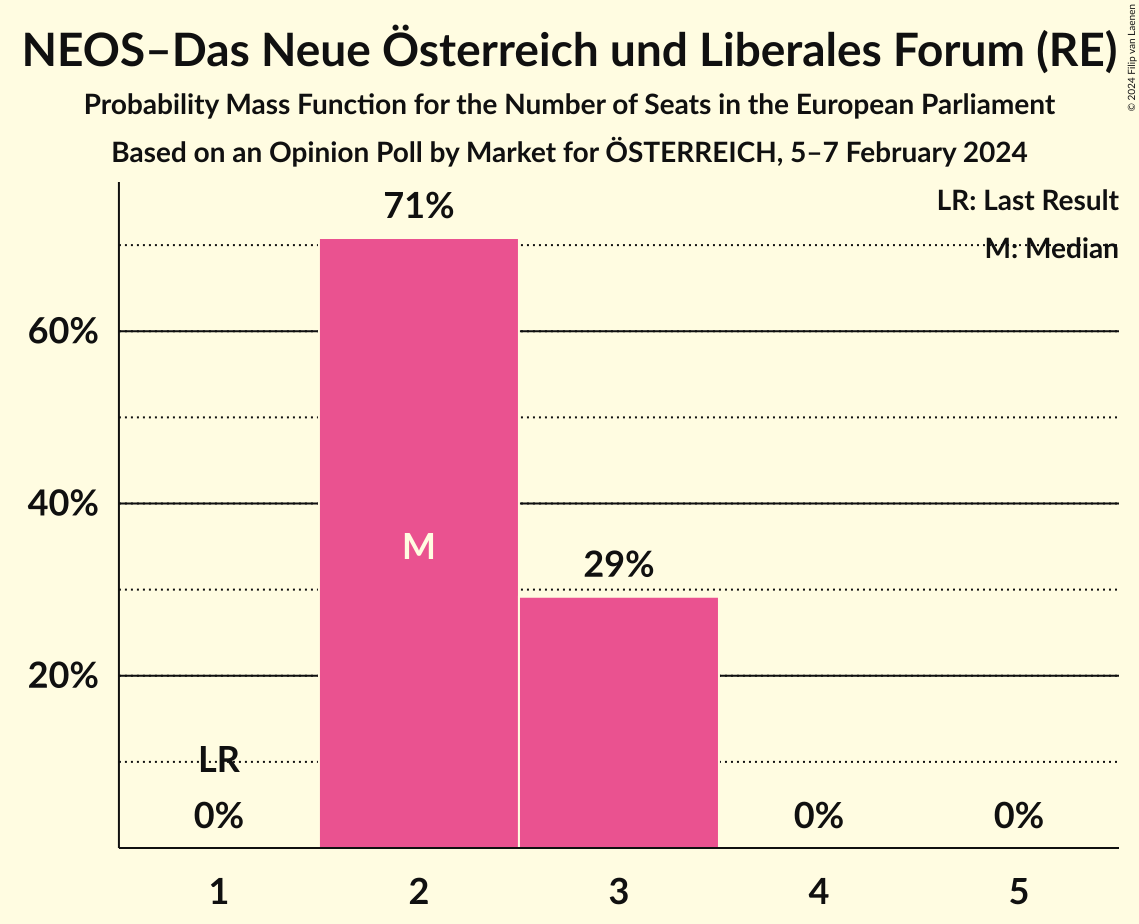 NEOS–Das Neue Österreich und Liberales Forum (RE)
Probability Mass Function for the Number of Seats in the European Parliament
Based on an Opinion Poll by Market for ÖSTERREICH, 5–7 February 2024
© 2024 Filip van Laenen
LR: Last Result
M: Median
71%
60%
40%
M
29%
20%
LR
0%
0%
0%
1
2
3
4
5